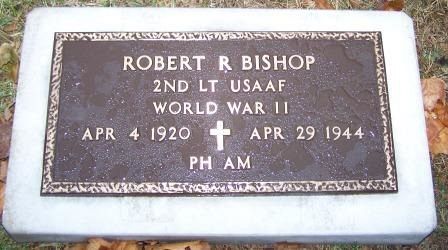 ROBERT R BISHOP
2ND LT USAAF
WORLD WAR II
APR 4 1920 APR 29 1944
PH AM